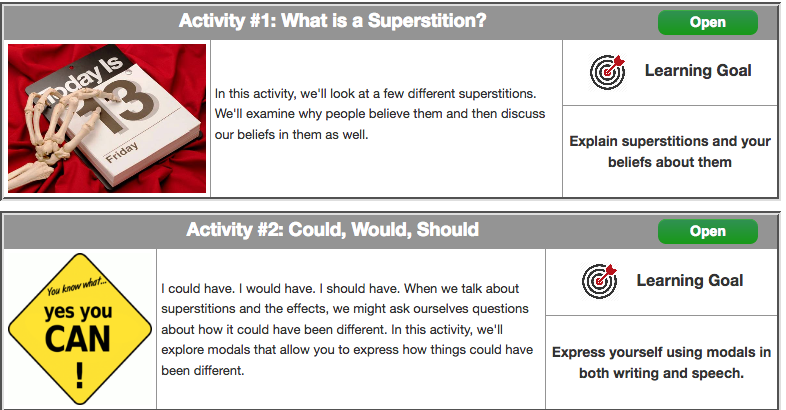 Activity #1: What is a Superstition?
Open
Today Is
13
Friday
In this activity, we'll look at a few different superstitions.
We'll examine why people believe them and then discuss
our beliefs in them as well.
Learning Goal
Explain superstitions and your
beliefs about them
Activity #2: Could, Would, Should
Open
You know what...
yes you
CAN
!
I could have. I would have. I should have. When we talk about
superstitions and the effects, we might ask ourselves questions
about how it could have been different. In this activity, we'll
explore modals that allow you to express how things could have
been different.
Learning Goal
Express yourself using modals in
both writing and speech.